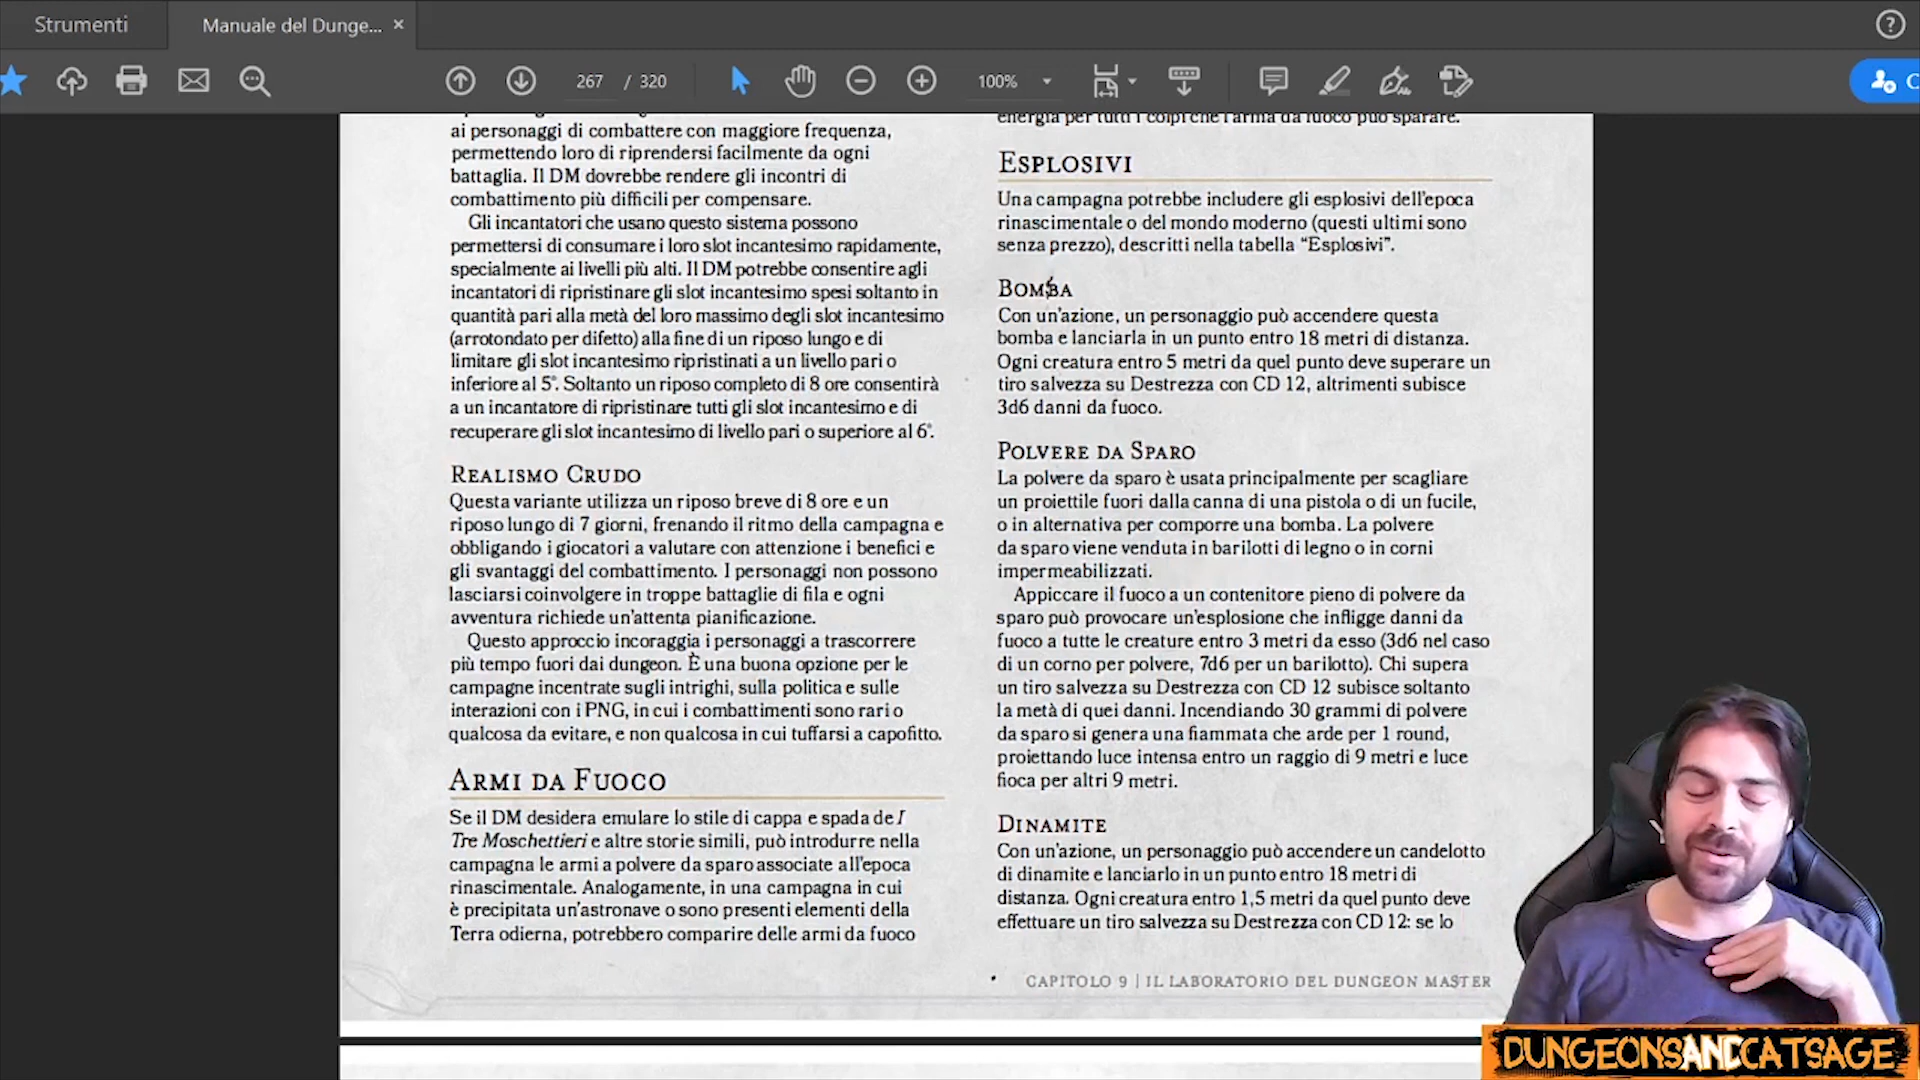 Strumenti
Manuale del Dunge...
267 / 320
100%
C
ai personaggi di combattere con maggiore frequenza,
permettendo loro di riprendersi facilmente da ogni
battaglia. Il DM dovrebbe rendere gli incontri di
combattimento più difficili per compensare.
Gli incantatori che usano questo sistema possono
permettersi di consumare i loro slot incantesimo rapidamente,
specialmente ai livelli più alti. Il DM potrebbe consentire agli
incantatori di ripristinare gli slot incantesimo spesi soltanto in
quantità pari alla metà del loro massimo degli slot incantesimo
(arrotondato per difetto) alla fine di un riposo lungo e di
limitare gli slot incantesimo ripristinati a un livello pari o
inferiore al 5°. Soltanto un riposo completo di 8 ore consentirà
a un incantatore di ripristinare tutti gli slot incantesimo e di
recuperare gli slot incantesimo di livello pari o superiore al 6°.
Realismo Crudo
Questa variante utilizza un riposo breve di 8 ore e un
riposo lungo di 7 giorni, frenando il ritmo della campagna e
obbligando i giocatori a valutare con attenzione i benefici e
gli svantaggi del combattimento. I personaggi non possono
lasciarsi coinvolgere in troppe battaglie di fila e ogni
avventura richiede un'attenta pianificazione.
Questo approccio incoraggia i personaggi a trascorrere
più tempo fuori dai dungeon. È una buona opzione per le
campagne incentrate sugli intrighi, sulla politica e sulle
interazioni con i PNG, in cui i combattimenti sono rari o
qualcosa da evitare, e non qualcosa in cui tuffarsi a capofitto.
Armi da Fuoco
Se il DM desidera emulare lo stile di cappa e spada de I
Tre Moschettieri e altre storie simili, può introdurre nella
campagna le armi a polvere da sparo associate all'epoca
rinascimentale. Analogamente, in una campagna in cui
è precipitata un'astronave o sono presenti elementi della
Terra odierna, potrebbero comparire delle armi da fuoco
energia per tutti i colpi che l'arma da fuoco può sparare.
Esplosivi
Una campagna potrebbe includere gli esplosivi dell'epoca
rinascimentale o del mondo moderno (questi ultimi sono
senza prezzo), descritti nella tabella "Esplosivi".
Bomba
Con un'azione, un personaggio può accendere questa
bomba e lanciarla in un punto entro 18 metri di distanza.
Ogni creatura entro 5 metri da quel punto deve superare un
tiro salvezza su Destrezza con CD 12, altrimenti subisce
3d6 danni da fuoco.
Polvere da Sparo
La polvere da sparo è usata principalmente per scagliare
un proiettile fuori dalla canna di una pistola o di un fucile,
o in alternativa per comporre una bomba. La polvere
da sparo viene venduta in barilotti di legno o in corni
impermeabilizzati.
Appiccare il fuoco a un contenitore pieno di polvere da
sparo può provocare un'esplosione che infligge danni da
fuoco a tutte le creature entro 3 metri da esso (3d6 nel caso
di un corno per polvere, 7d6 per un barilotto). Chi supera
un tiro salvezza su Destrezza con CD 12 subisce soltanto
la metà di quei danni. Incendiando 30 grammi di polvere
da sparo si genera una fiammata che arde per 1 round,
proiettando luce intensa entro un raggio di 9 metri e luce
fioca per altri 9 metri.
Dinamite
Con un'azione, un personaggio può accendere un candelotto
di dinamite e lanciarlo in un punto entro 18 metri di
distanza. Ogni creatura entro 1,5 metri da quel punto deve
effettuare un tiro salvezza su Destrezza con CD 12: se lo
CAPITOLO 9 | IL LABORATORIO DEL DUNGEON MASTER
DUNGEONSANDCATSAGE